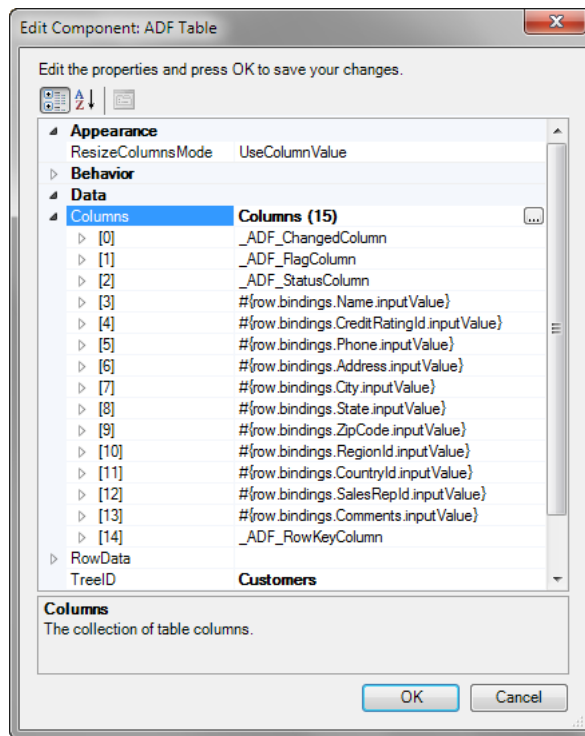 Edit Component: ADF Table
Edit the properties and press OK to save your changes.
Appearance
ResizeColumnsMode UseColumnValue
Behavior
Data
Columns Columns (15) ...
[0] _ADF_ChangedColumn
[1] _ADF_FlagColumn
[2] _ADF_StatusColumn
[3] #{row.bindings.Name.inputValue}
[4] #{row.bindings.CreditRatingId.inputValue}
[5] #{row.bindings.Phone.inputValue}
[6] #{row.bindings.Address.inputValue}
[7] #{row.bindings.City.inputValue}
[8] #{row.bindings.State.inputValue}
[9] #{row.bindings.ZipCode.inputValue}
[10] #{row.bindings.RegionId.inputValue}
[11] #{row.bindings.CountryId.inputValue}
[12] #{row.bindings.SalesRepId.inputValue}
[13] #{row.bindings.Comments.inputValue}
[14] _ADF_RowKeyColumn
RowData
TreeID Customers
Columns
The collection of table columns.
OK Cancel